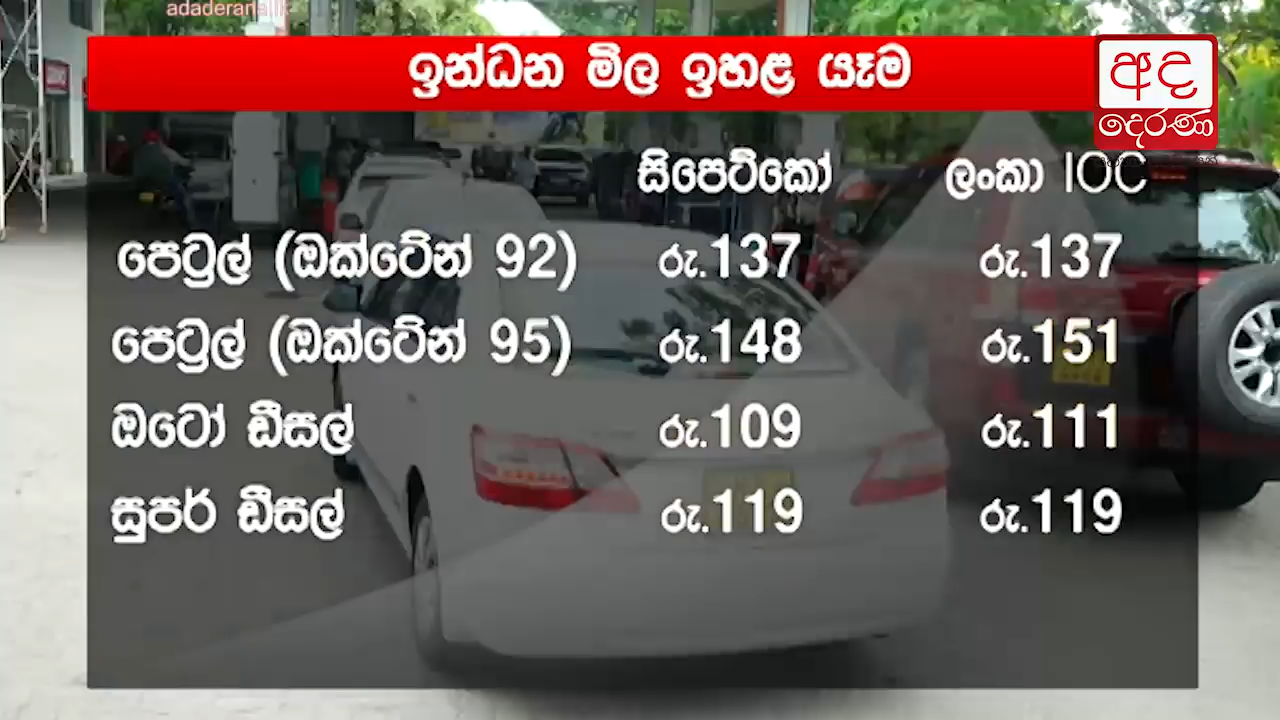 adaderana.lk
ඉන්ධන මිල ඉහළ යෑම
අද
දෙරණ
සිපෙට්කෝ ලංකා IOC
පෙට්‍රල් (ඔක්ටේන් 92) රු.137 රු.137
පෙට්‍රල් (ඔක්ටේන් 95) රු.148 රු.151
ඔටෝ ඩීසල් රු.109 රු.111
සුපර් ඩීසල් රු.119 රු.119